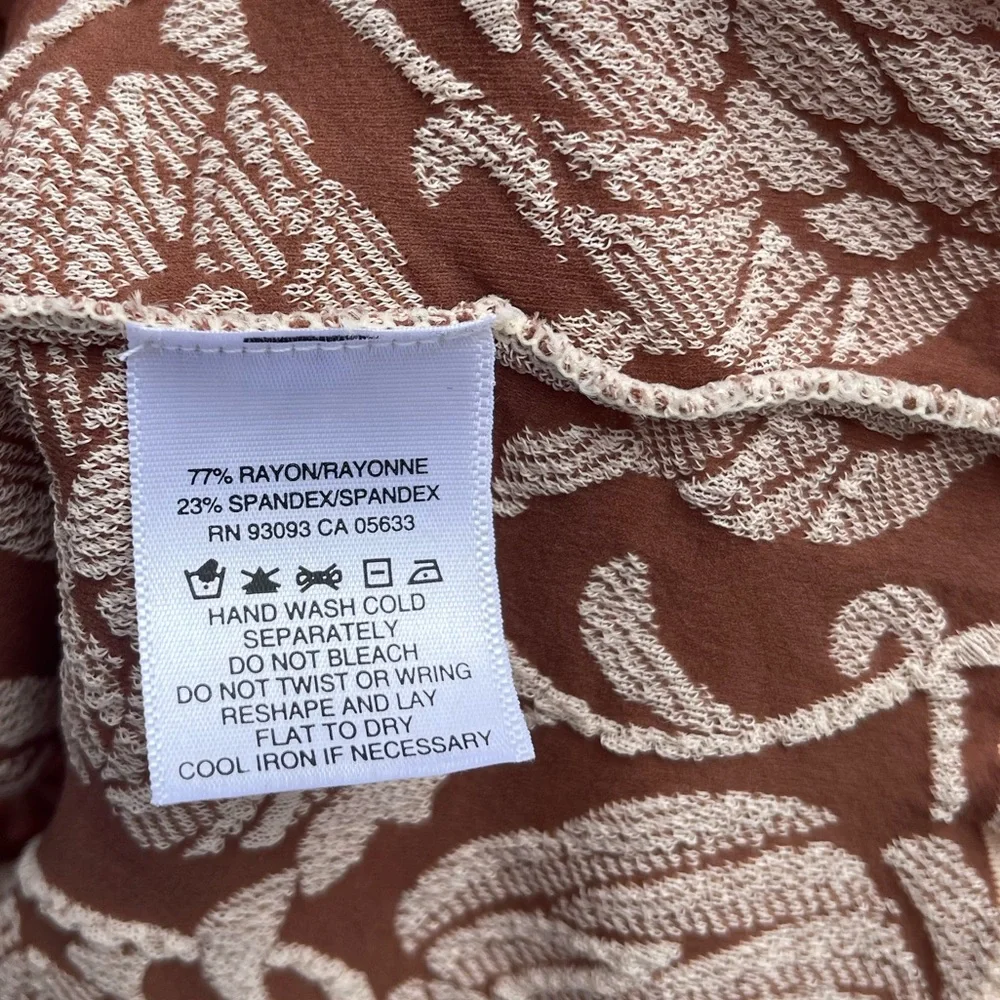 77% RAYON/RAYONNE
23% SPANDEX/SPANDEX
RN 93093 CA 05633
HAND WASH COLD
SEPARATELY
DO NOT BLEACH
DO NOT TWIST OR WRING
RESHAPE AND LAY
FLAT TO DRY
COOL IRON IF NECESSARY